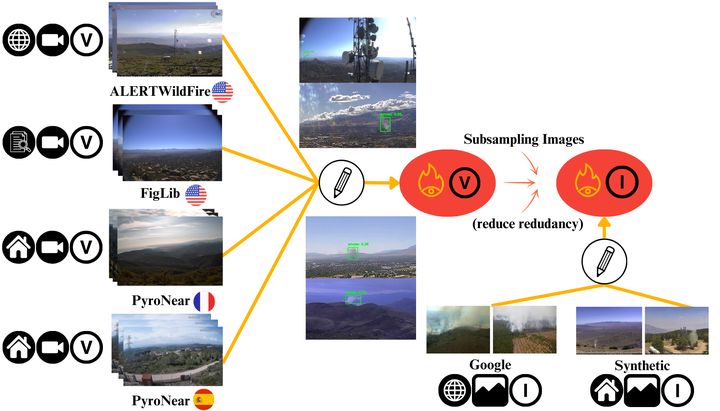 V
ALERTWildFire
V
FigLib
V
PyroNear
V
PyroNear
V
Subsampling Images
(reduce redudancy)
I
Google
I
Synthetic
I